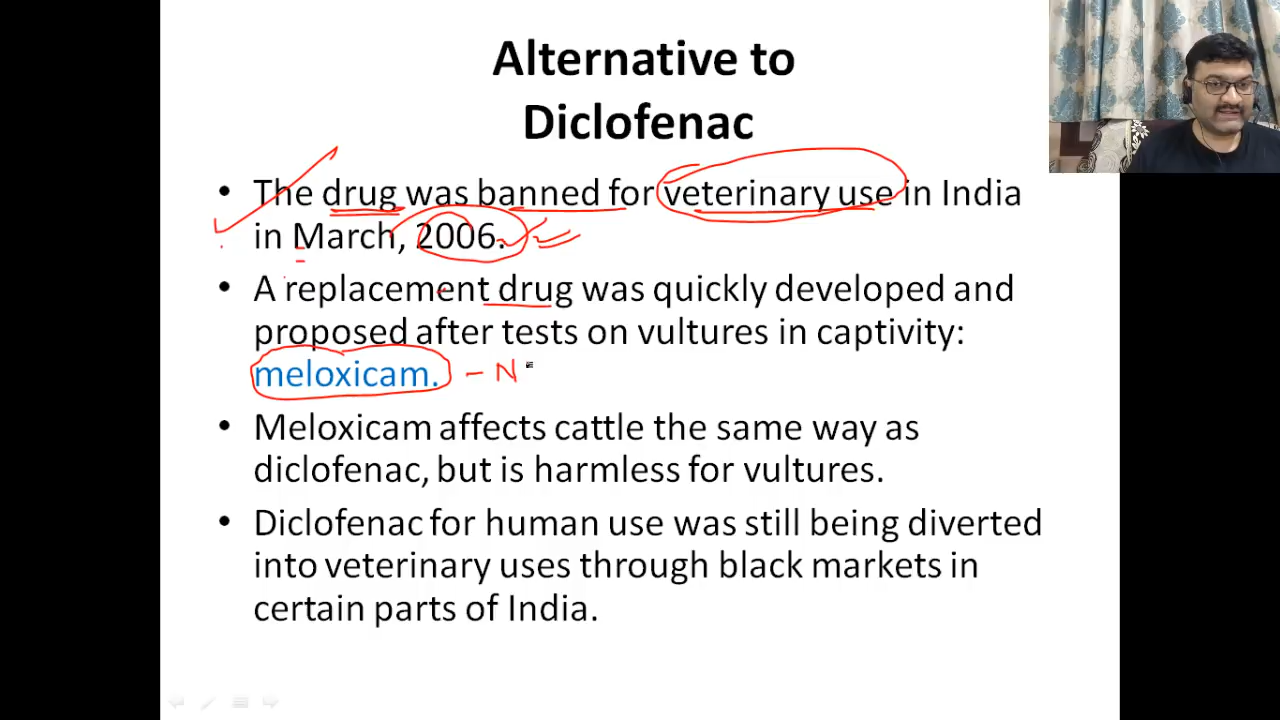 Alternative to
Diclofenac
• The drug was banned for veterinary use in India
in March, 2006.
• A replacement drug was quickly developed and
proposed after tests on vultures in captivity:
meloxicam. – N
• Meloxicam affects cattle the same way as
diclofenac, but is harmless for vultures.
• Diclofenac for human use was still being diverted
into veterinary uses through black markets in
certain parts of India.